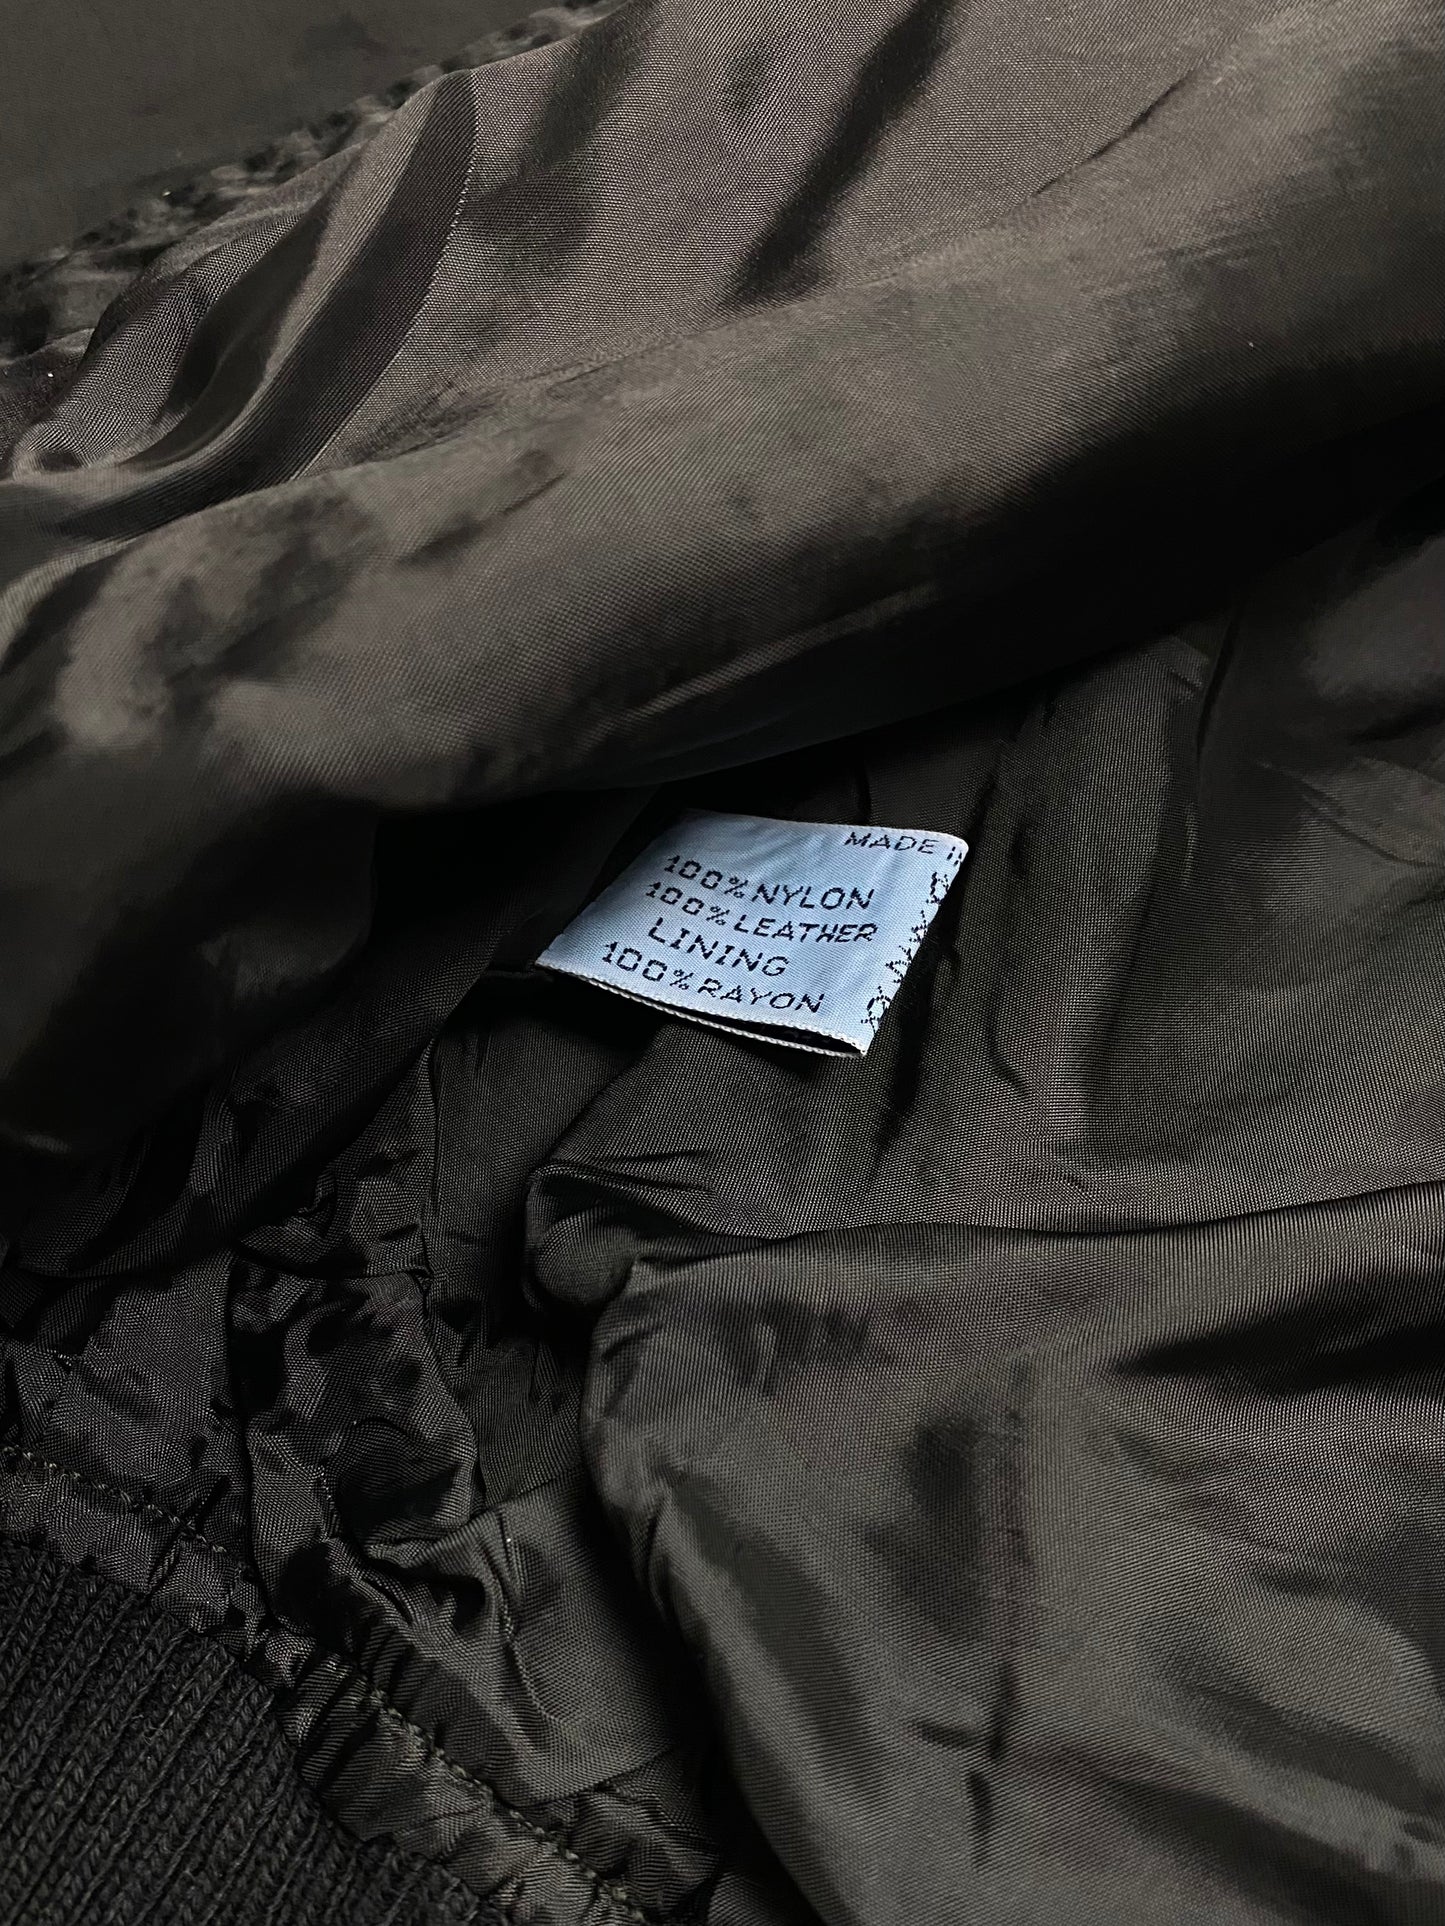 MADE
100% NYLON
100% LEATHER
LINING
100% RAYON